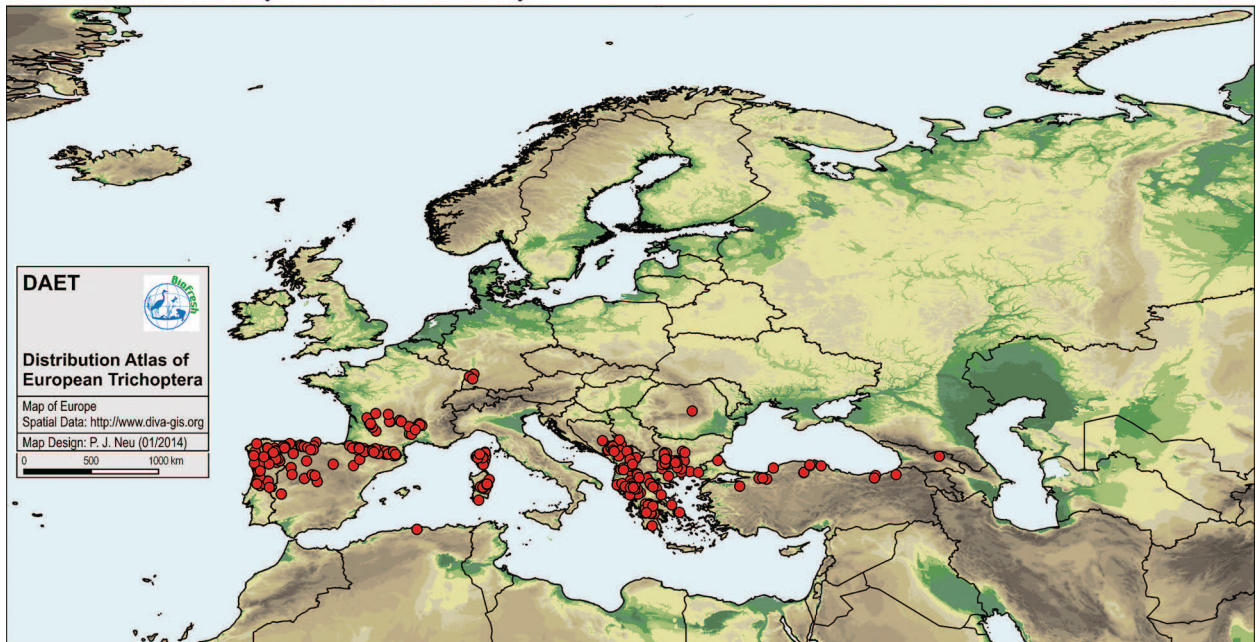 DAET
BioFresh
Distribution Atlas of
European Trichoptera
Map of Europe
Spatial Data: http://www.diva-gis.org
Map Design: P. J. Neu (01/2014)
0 500 1000 km